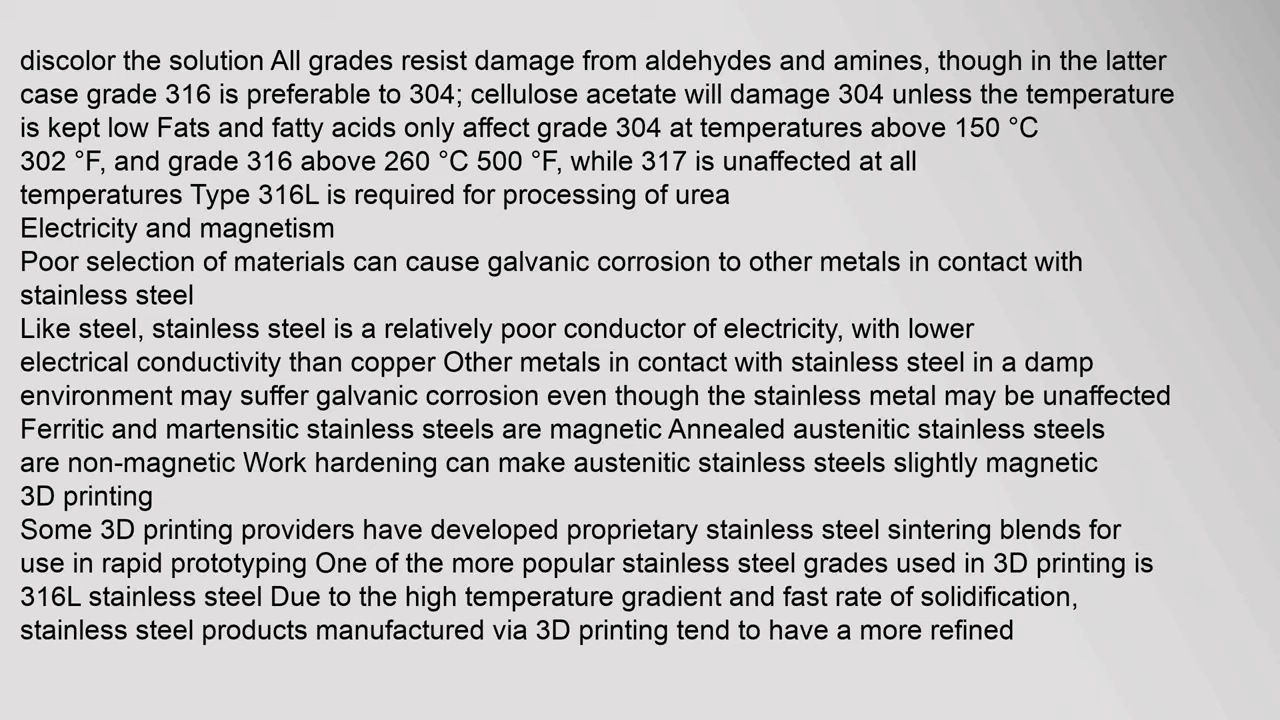 discolor the solution All grades resist damage from aldehydes and amines, though in the latter
case grade 316 is preferable to 304; cellulose acetate will damage 304 unless the temperature
is kept low Fats and fatty acids only affect grade 304 at temperatures above 150 °C
302 °F, and grade 316 above 260 °C 500 °F, while 317 is unaffected at all
temperatures Type 316L is required for processing of urea
Electricity and magnetism
Poor selection of materials can cause galvanic corrosion to other metals in contact with
stainless steel
Like steel, stainless steel is a relatively poor conductor of electricity, with lower
electrical conductivity than copper Other metals in contact with stainless steel in a damp
environment may suffer galvanic corrosion even though the stainless metal may be unaffected
Ferritic and martensitic stainless steels are magnetic Annealed austenitic stainless steels
are non-magnetic Work hardening can make austenitic stainless steels slightly magnetic
3D printing
Some 3D printing providers have developed proprietary stainless steel sintering blends for
use in rapid prototyping One of the more popular stainless steel grades used in 3D printing is
316L stainless steel Due to the high temperature gradient and fast rate of solidification,
stainless steel products manufactured via 3D printing tend to have a more refined